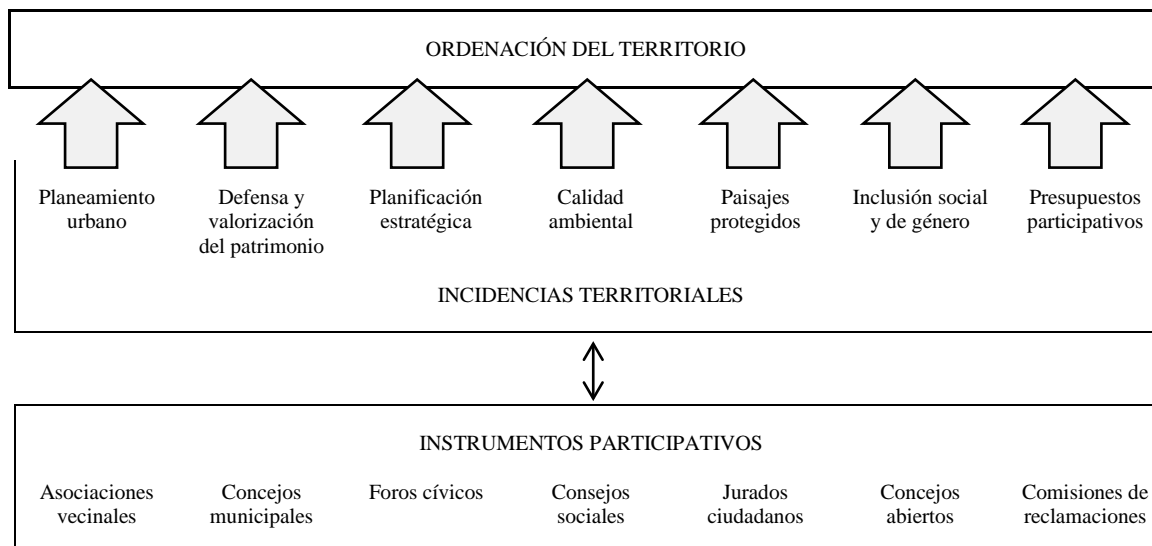 ORDENACIÓN DEL TERRITORIO
Planeamiento
urbano
Defensa y
valorización
del patrimonio
Planificación
estratégica
Calidad
ambiental
Paisajes
protegidos
Inclusión social
y de género
Presupuestos
participativos
INCIDENCIAS TERRITORIALES
INSTRUMENTOS PARTICIPATIVOS
Asociaciones
vecinales
Concejos
municipales
Foros cívicos
Consejos
sociales
Jurados
ciudadanos
Concejos
abiertos
Comisiones de
reclamaciones